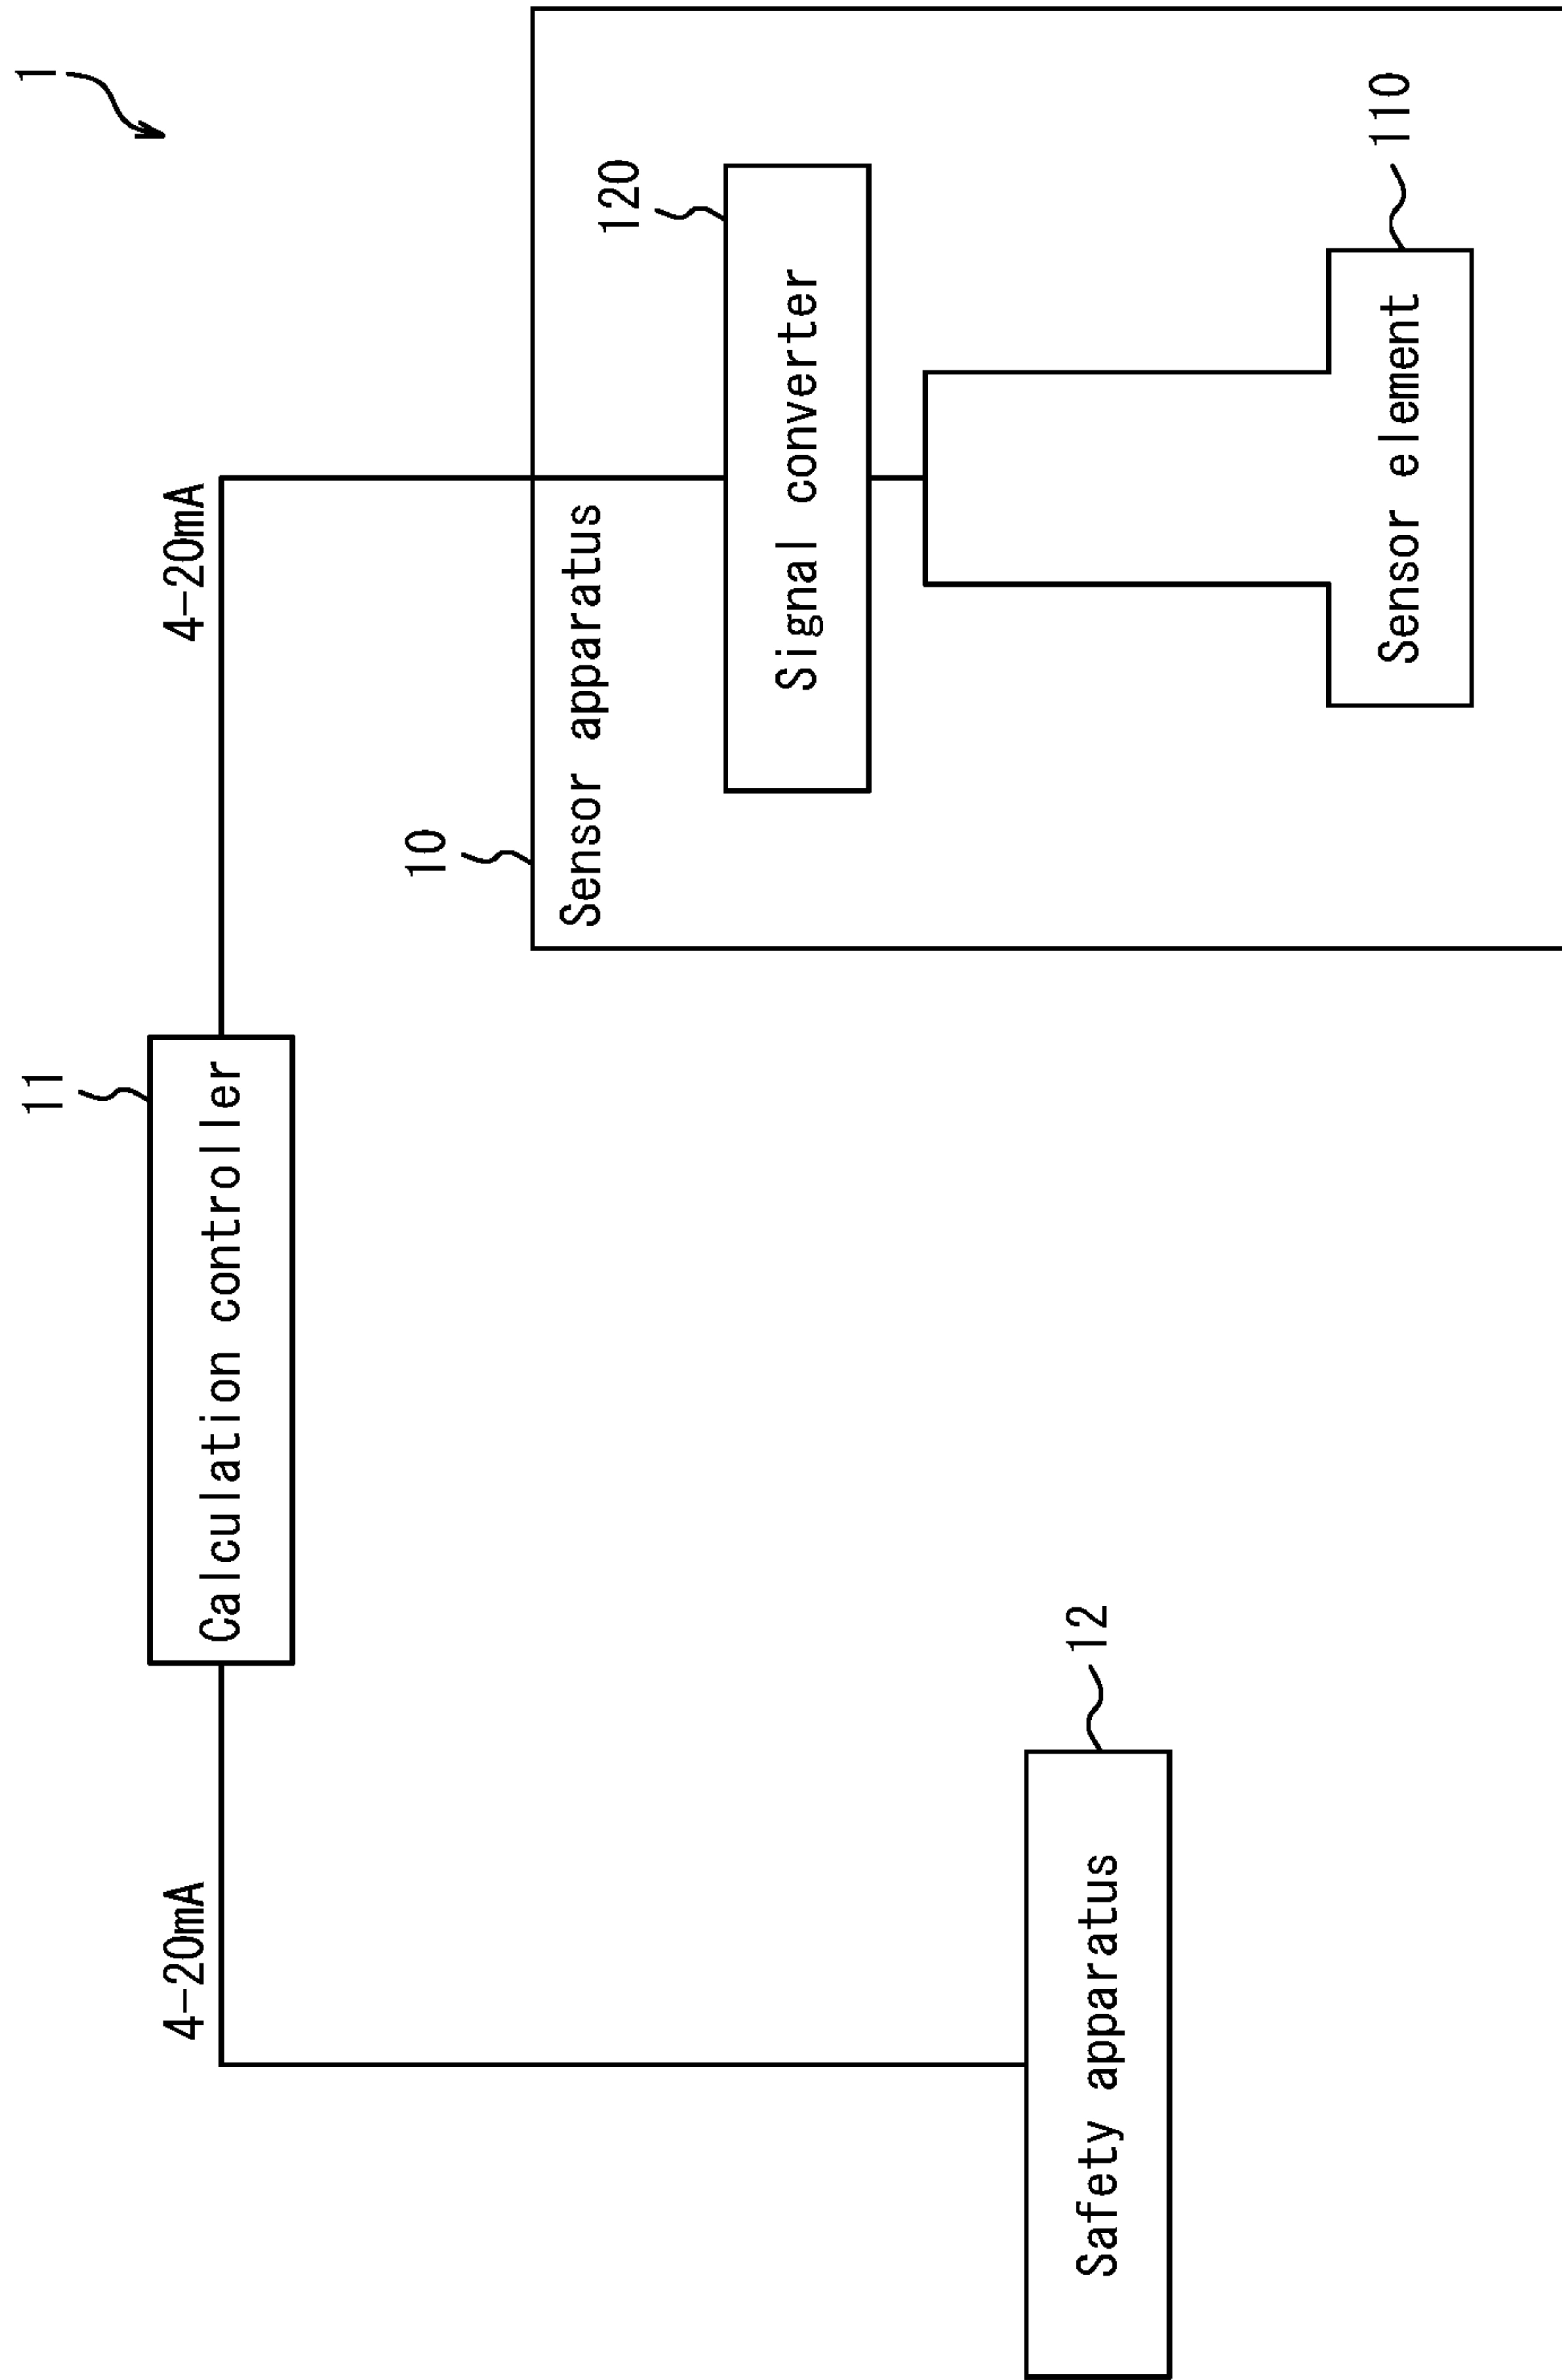 1
11
4-20mA
4-20mA
Calculation controller
10
Sensor apparatus
120
Signal converter
12
Safety apparatus
110
Sensor element